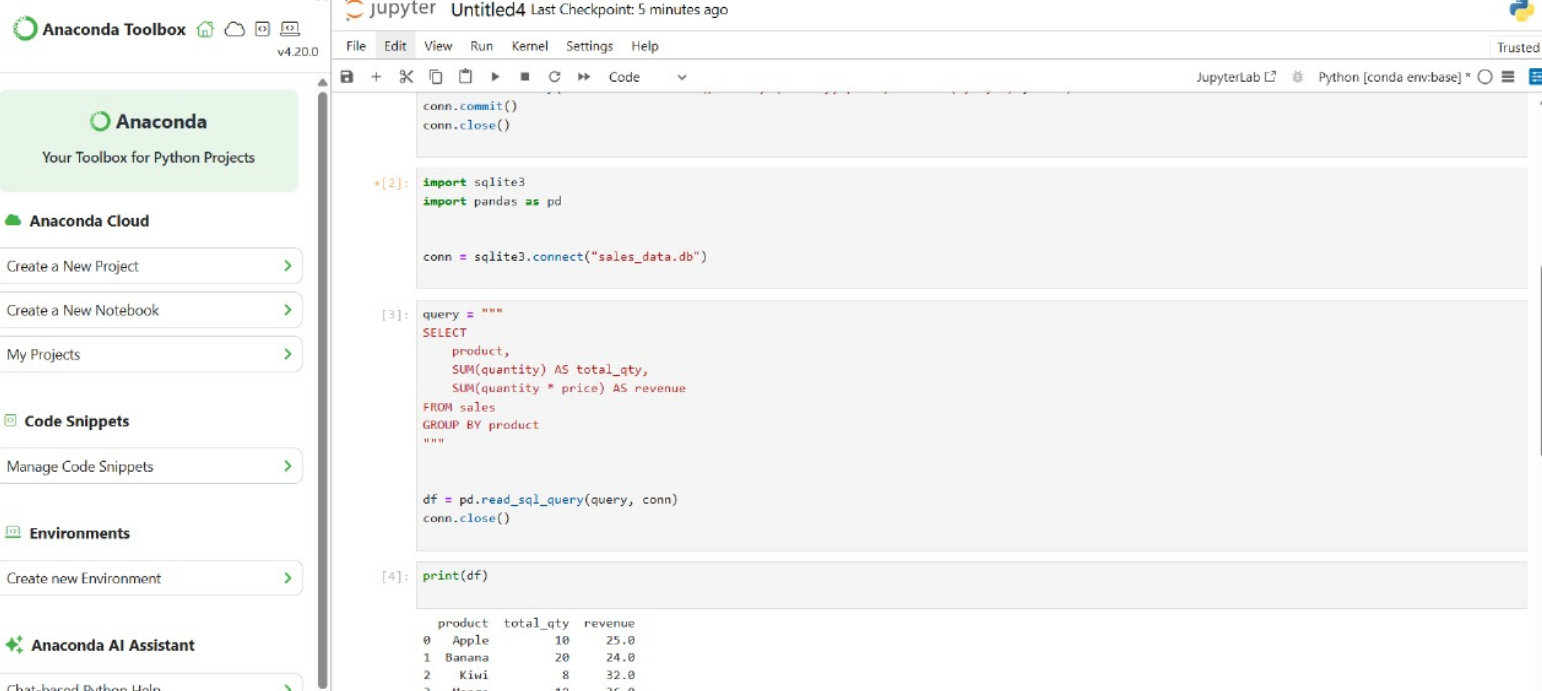 Anaconda Toolbox
v4.20.0
Anaconda
Your Toolbox for Python Projects
Anaconda Cloud
Create a New Project
Create a New Notebook
My Projects
Code Snippets
Manage Code Snippets
Environments
Create new Environment
Anaconda AI Assistant
Chat-based Python Help
jupyter Untitled4 Last Checkpoint: 5 minutes ago
File Edit View Run Kernel Settings Help
Trusted
Code
JupyterLab Python [conda env:base] *
conn.commit()
conn.close()
[2]: import sqlite3
import pandas as pd
conn = sqlite3.connect("sales_data.db")
[3]: query = """
SELECT
product,
SUM(quantity) AS total_qty,
SUM(quantity * price) AS revenue
FROM sales
GROUP BY product
"""
df = pd.read_sql_query(query, conn)
conn.close()
[4]: print(df)
product total_qty revenue
0 Apple 10 25.0
1 Banana 20 24.0
2 Kiwi 8 32.0